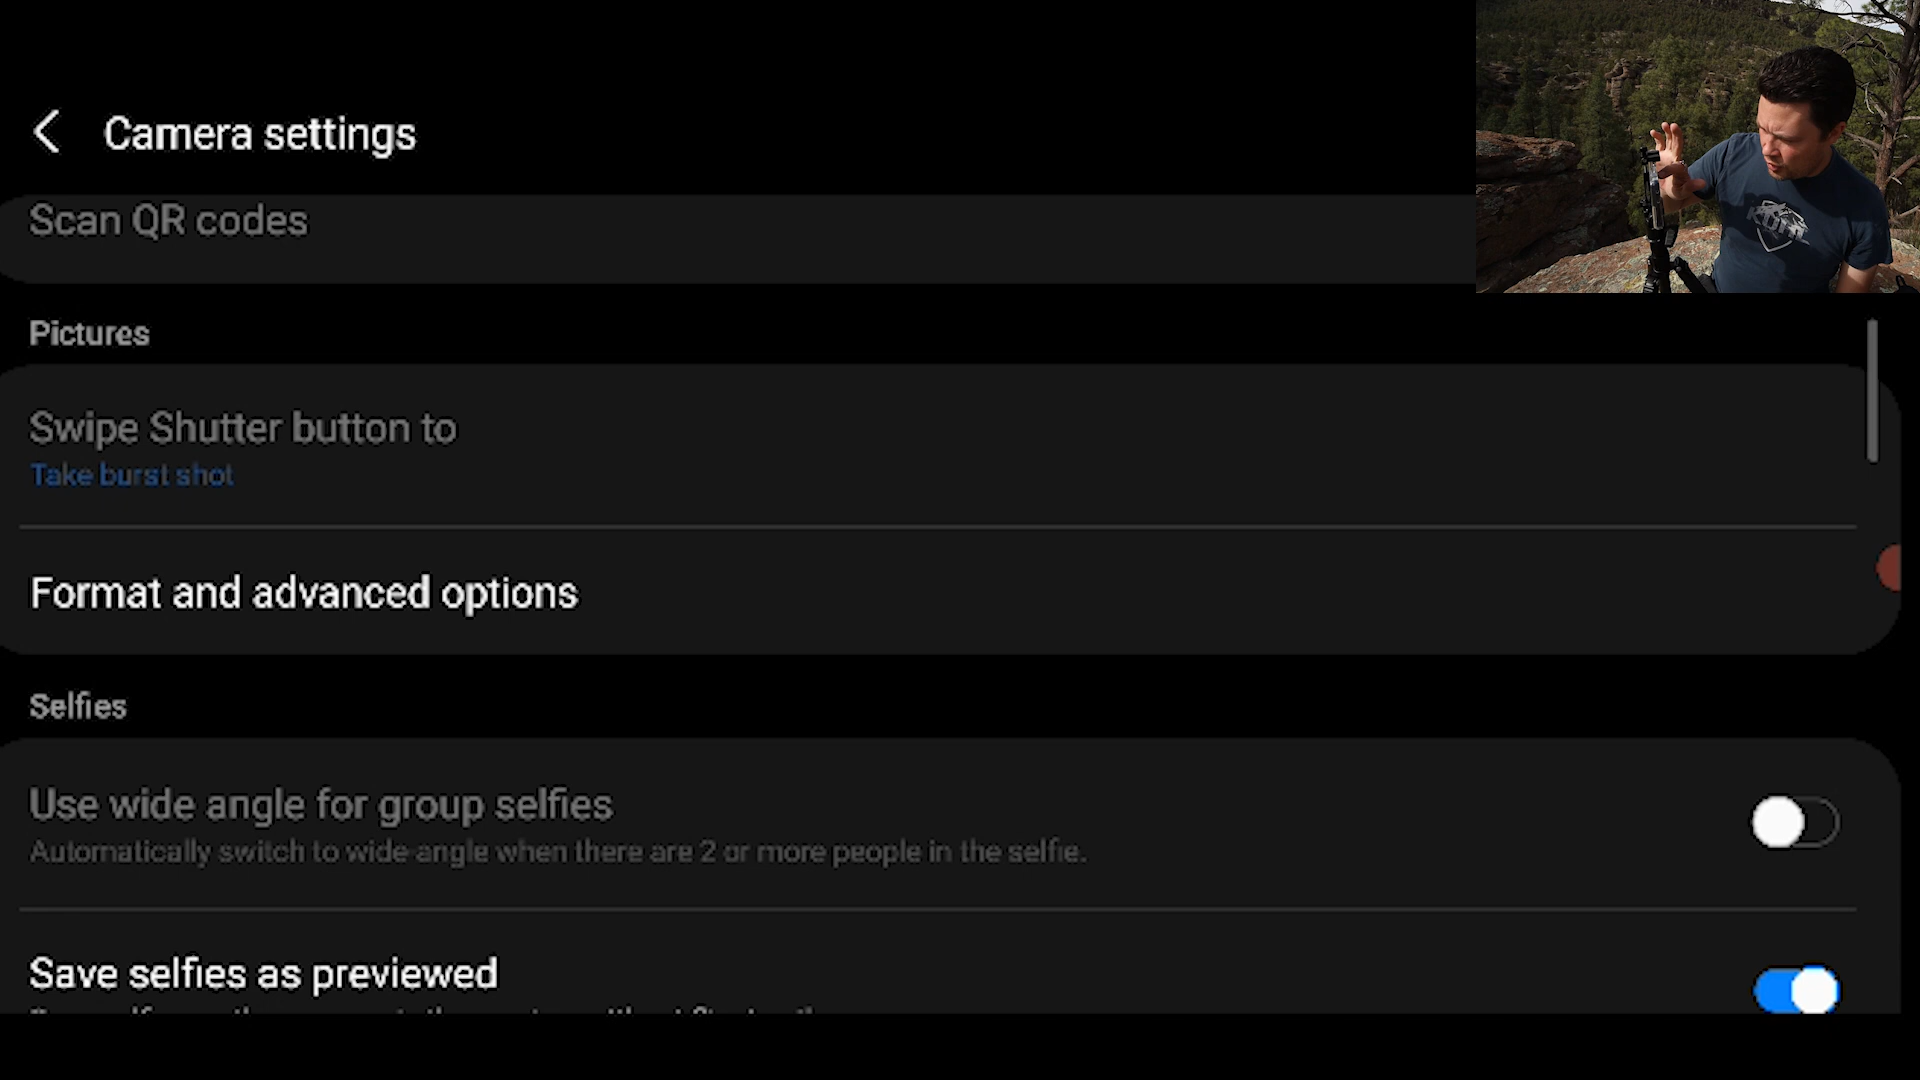 Camera settings
Scan QR codes
Pictures
Swipe Shutter button to
Take burst shot
Format and advanced options
Selfies
Use wide angle for group selfies
Automatically switch to wide-angle when there are 2 or more people in the selfie.
Save selfies as previewed